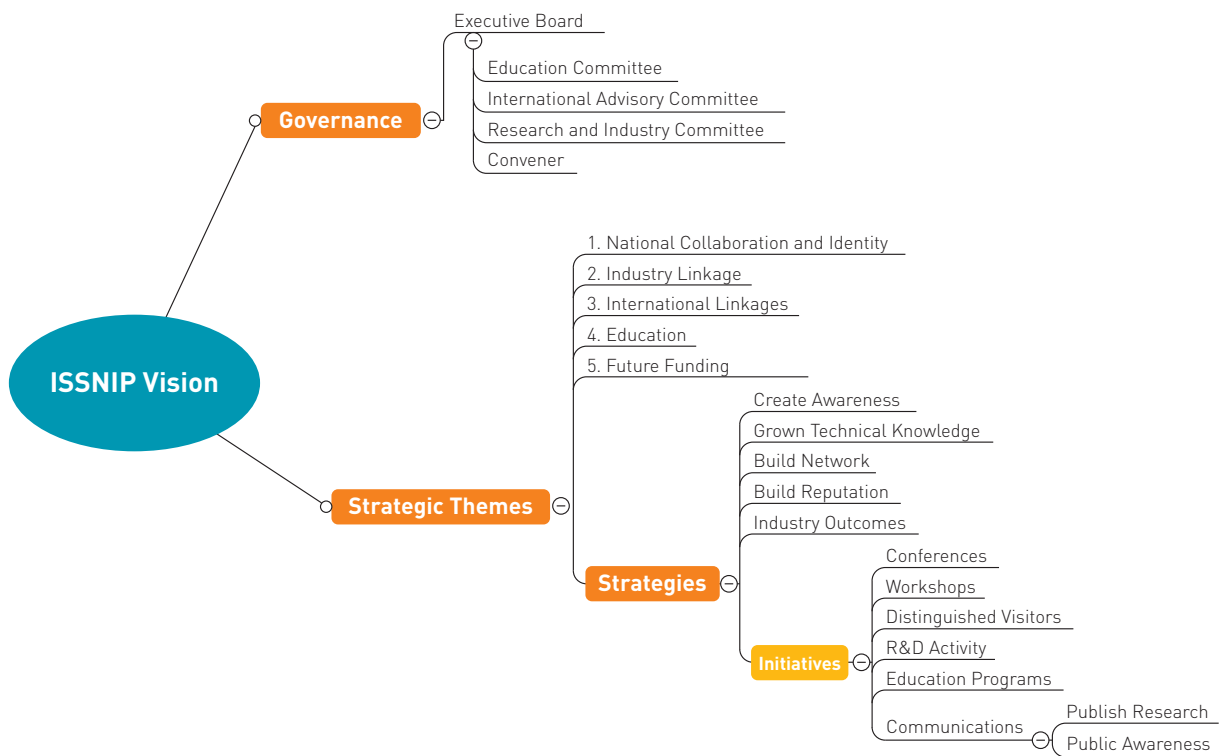 Executive Board
Education Committee
International Advisory Committee
Governance
Research and Industry Committee
Convener
1. National Collaboration and Identity
2. Industry Linkage
3. International Linkages
4. Education
5. Future Funding
ISSNIP Vision
Create Awareness
Grown Technical Knowledge
Build Network
Build Reputation
Strategic Themes
Industry Outcomes
Conferences
Strategies
Workshops
Distinguished Visitors
R&D Activity
Initiatives
Education Programs
Communications
Publish Research
Public Awareness